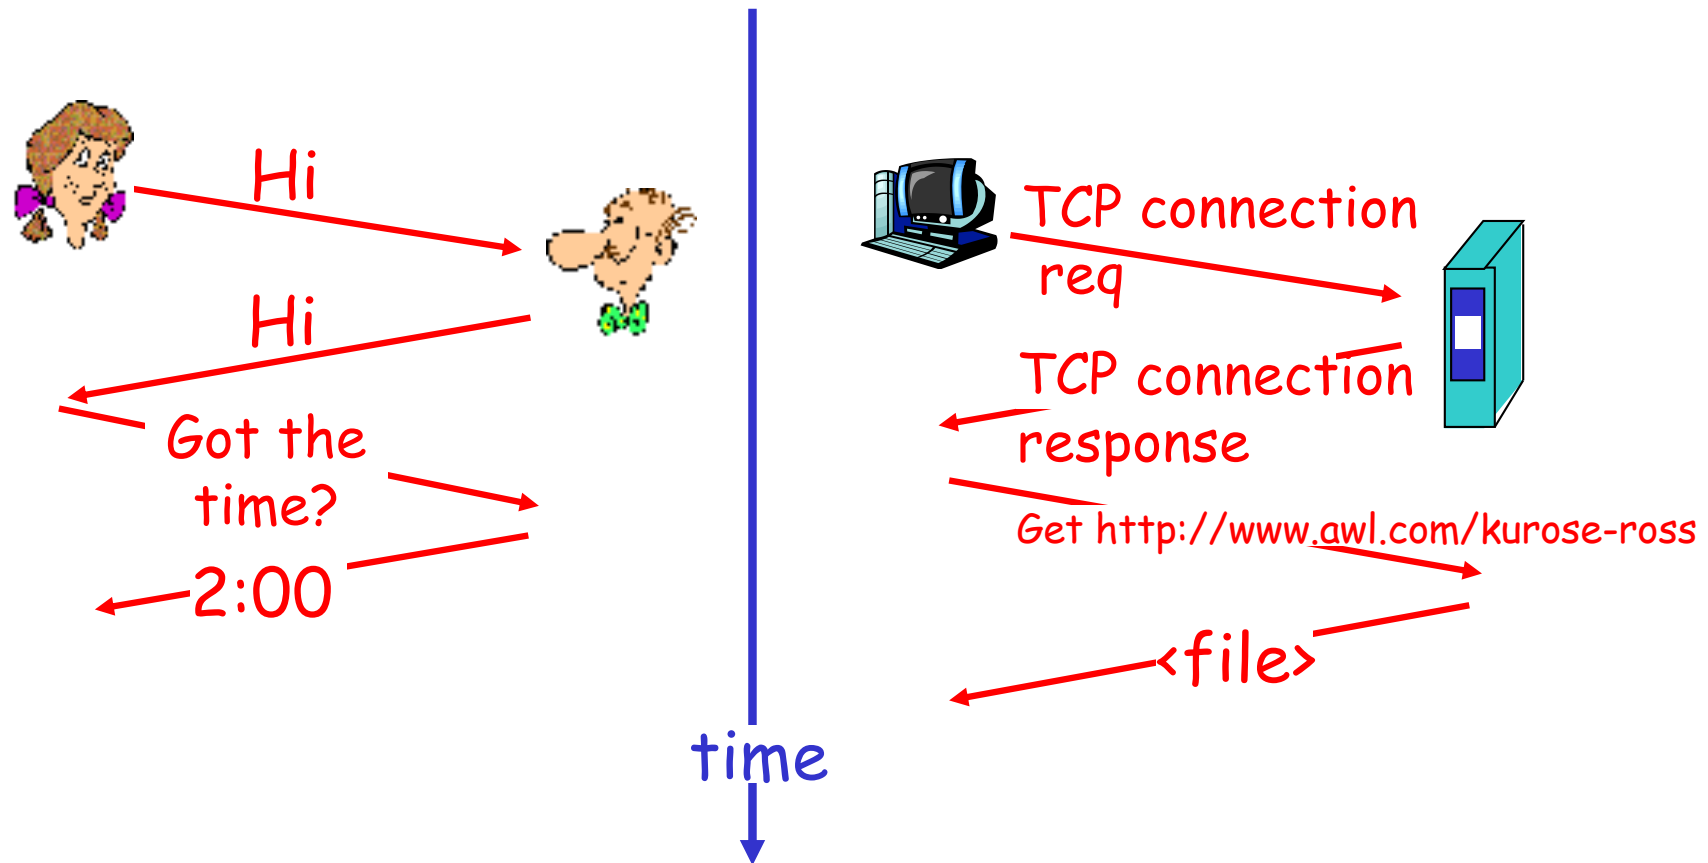 Hi
Hi
Got the
time?
2:00
time
TCP connection
req
TCP connection
response
Get http://www.awl.com/kurose-ross
<file>